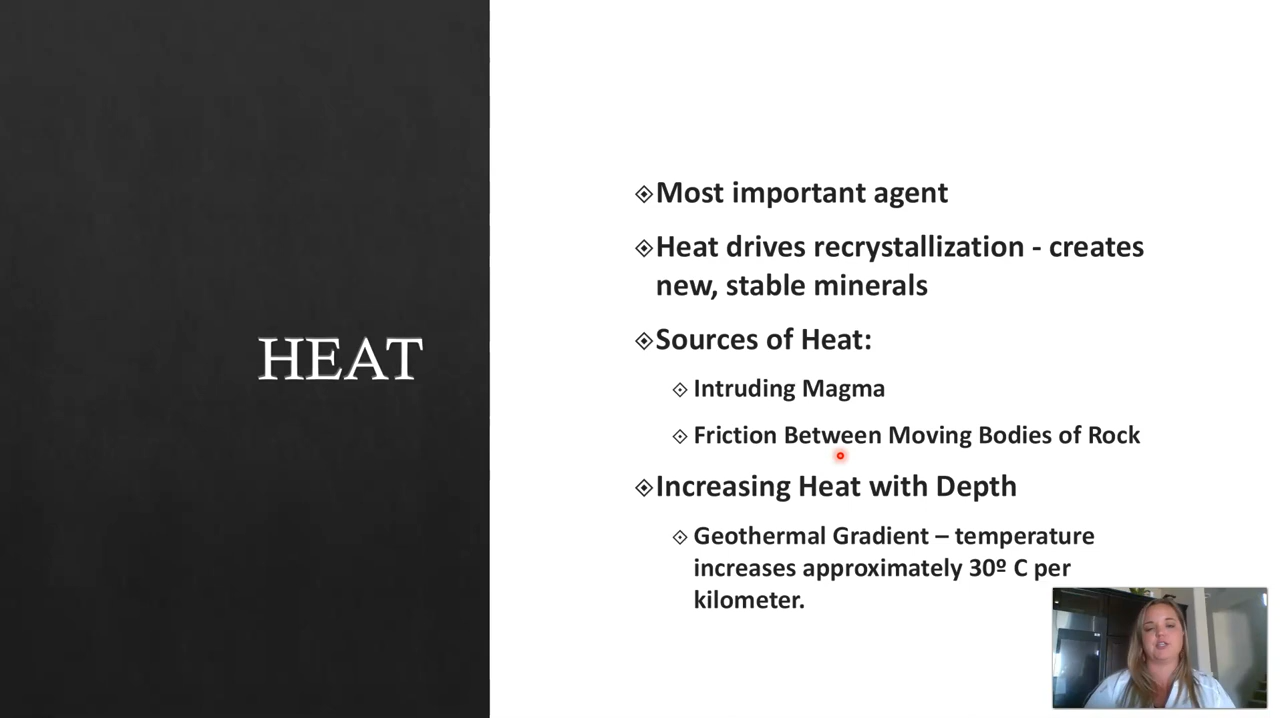 HEAT
Most important agent
Heat drives recrystallization - creates
new, stable minerals
Sources of Heat:
Intruding Magma
Friction Between Moving Bodies of Rock
Increasing Heat with Depth
Geothermal Gradient – temperature
increases approximately 30º C per
kilometer.